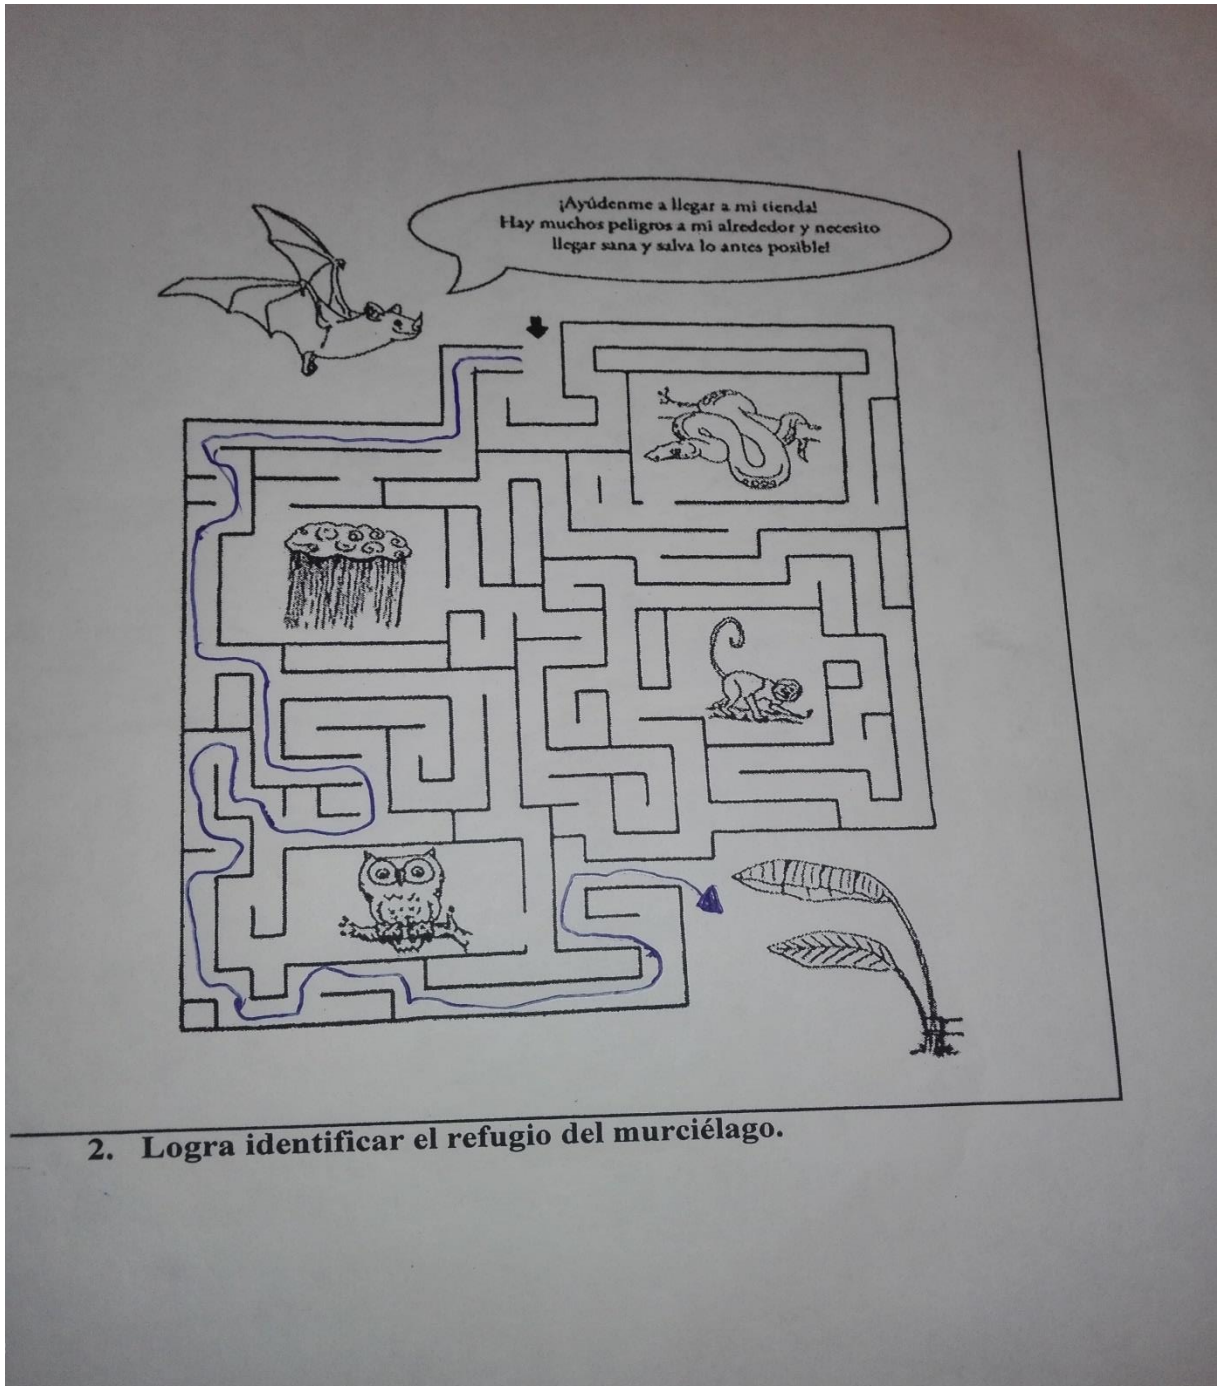 ¡Ayúdenme a llegar a mi tienda!
Hay muchos peligros a mi alrededor y necesito
llegar sana y salva lo antes posible!
2. Logra identificar el refugio del murciélago.